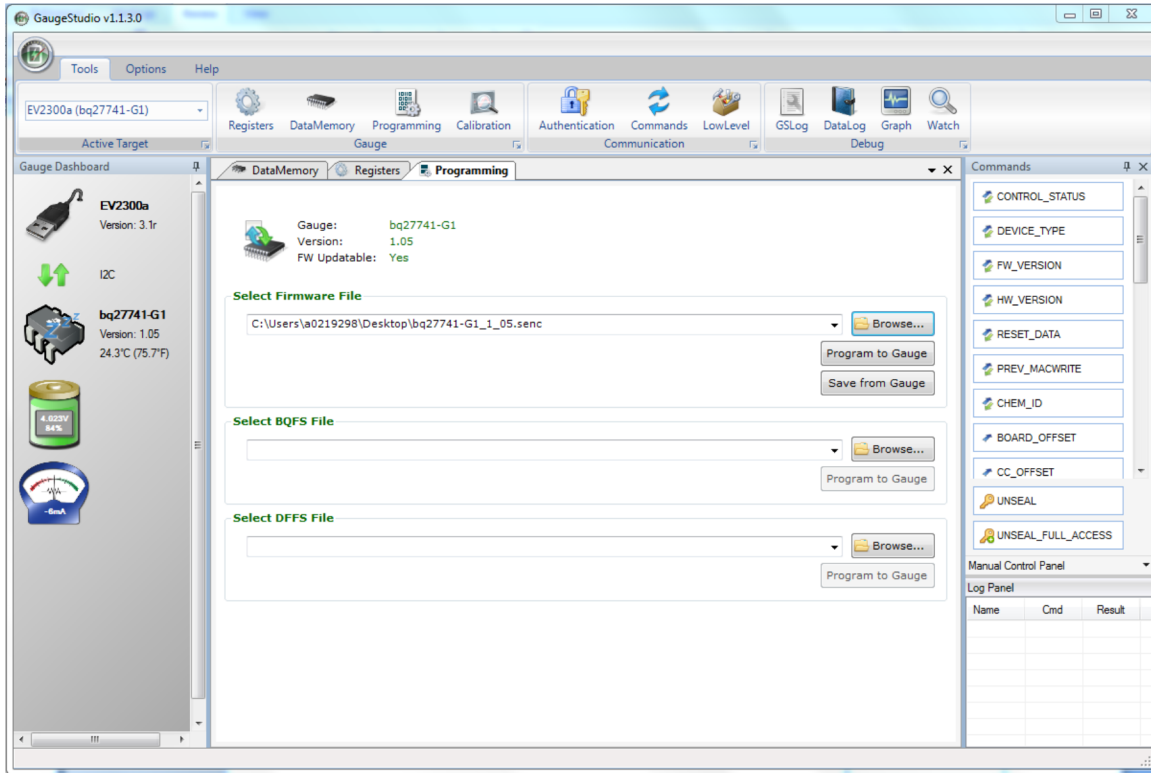 GaugeStudio v1.1.3.0
Tools Options Help
EV2300a (bq27741-G1)
Active Target
Registers DataMemory Programming Calibration
Gauge
Authentication Commands LowLevel
Communication
GSLog DataLog Graph Watch
Debug
Gauge Dashboard
EV2300a
Version: 3.1r
I2C
bq27741-G1
Version: 1.05
24.3°C (75.7°F)
4.023V
84%
-6mA
DataMemory Registers Programming
Gauge: bq27741-G1
Version: 1.05
FW Updatable: Yes
Select Firmware File
C:\Users\a0219298\Desktop\bq27741-G1_1_05.senc
Browse...
Program to Gauge
Save from Gauge
Select BQFS File
Browse...
Program to Gauge
Select DFFS File
Browse...
Program to Gauge
Commands
CONTROL_STATUS
DEVICE_TYPE
FW_VERSION
HW_VERSION
RESET_DATA
PREV_MACWRITE
CHEM_ID
BOARD_OFFSET
CC_OFFSET
UNSEAL
UNSEAL_FULL_ACCESS
Manual Control Panel
Log Panel
Name Cmd Result